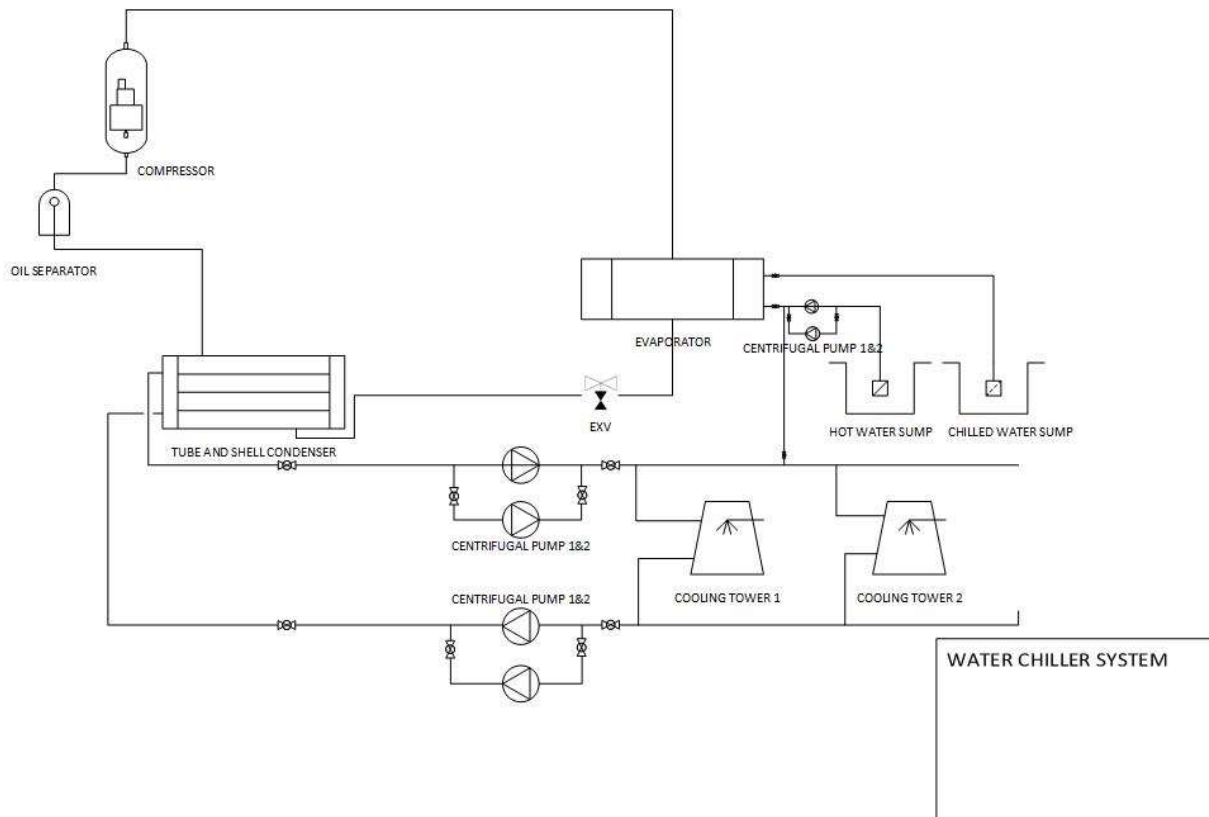 COMPRESSOR
OIL SEPARATOR
EVAPORATOR
CENTRIFUGAL PUMP 1&2
EXV
HOT WATER SUMP
CHILLED WATER SUMP
TUBE AND SHELL CONDENSER
CENTRIFUGAL PUMP 1&2
CENTRIFUGAL PUMP 1&2
COOLING TOWER 1
COOLING TOWER 2
WATER CHILLER SYSTEM